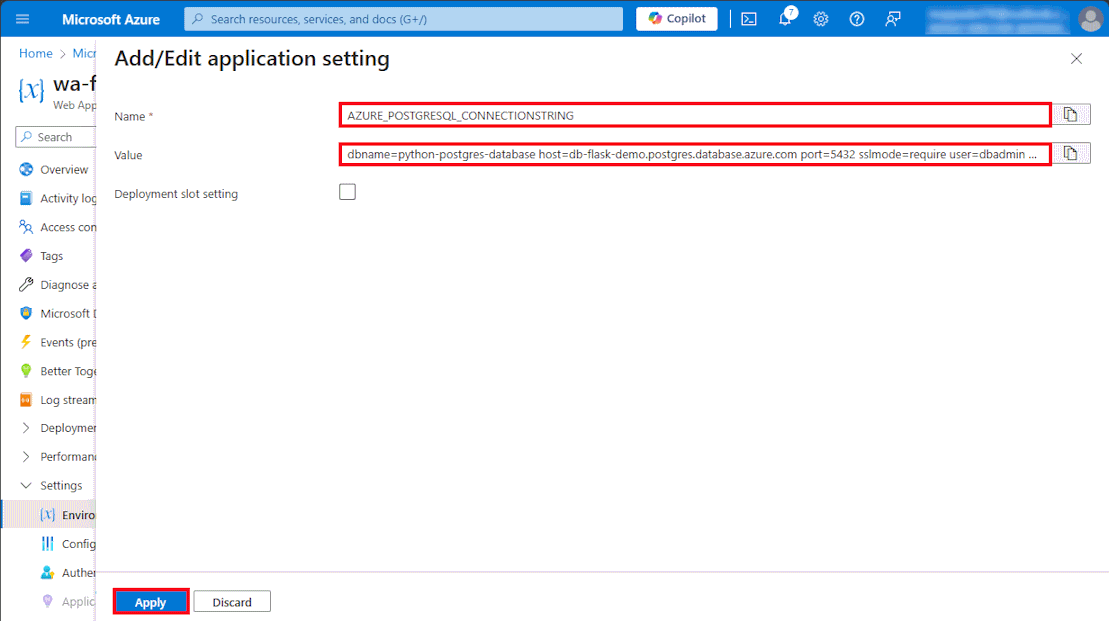 Microsoft Azure
Search resources, services, and docs (G+/)
Copilot
7
Home > Micr
Add/Edit application setting
{x} wa-f
Web App
Search
Name *
AZURE_POSTGRESQL_CONNECTIONSTRING
Value
dbname=python-postgres-database host=db-flask-demo.postgres.database.azure.com port=5432 sslmode=require user=dbadmin ...
Deployment slot setting
Overview
Activity log
Access con
Tags
Diagnose a
Microsoft D
Events (pre
Better Toge
Log stream
Deploymen
Performanc
Settings
{x} Enviro
Config
Auther
Applic
Apply
Discard